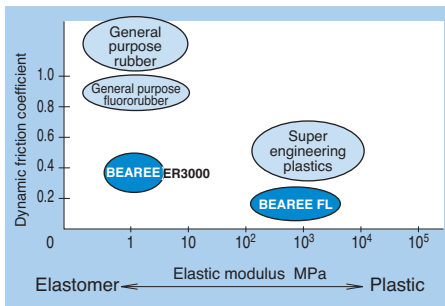 Dynamic friction coefficient
General
purpose
rubber
1.0
General purpose
fluororubber
0.8
0.6
Super
engineering
plastics
0.4
BEAREE ER3000
0.2
BEAREE FL
0 1 10 10² 10³ 10⁴ 10⁵
Elastic modulus MPa
Elastomer Plastic